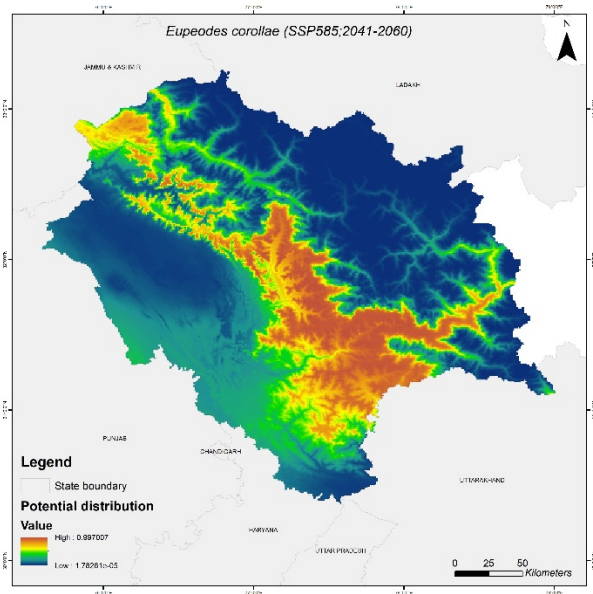 Eupeodes corollae (SSP585;2041-2060)
N
JAMMU & KASHMIR
LADAKH
PUNJAB
CHANDIGARH
UTTARAKHAND
HARYANA
UTTAR PRADESH
Legend
State boundary
Potential distribution
Value
High : 0.997007
Low : 1.78261e-05
0 25 50
Kilometers